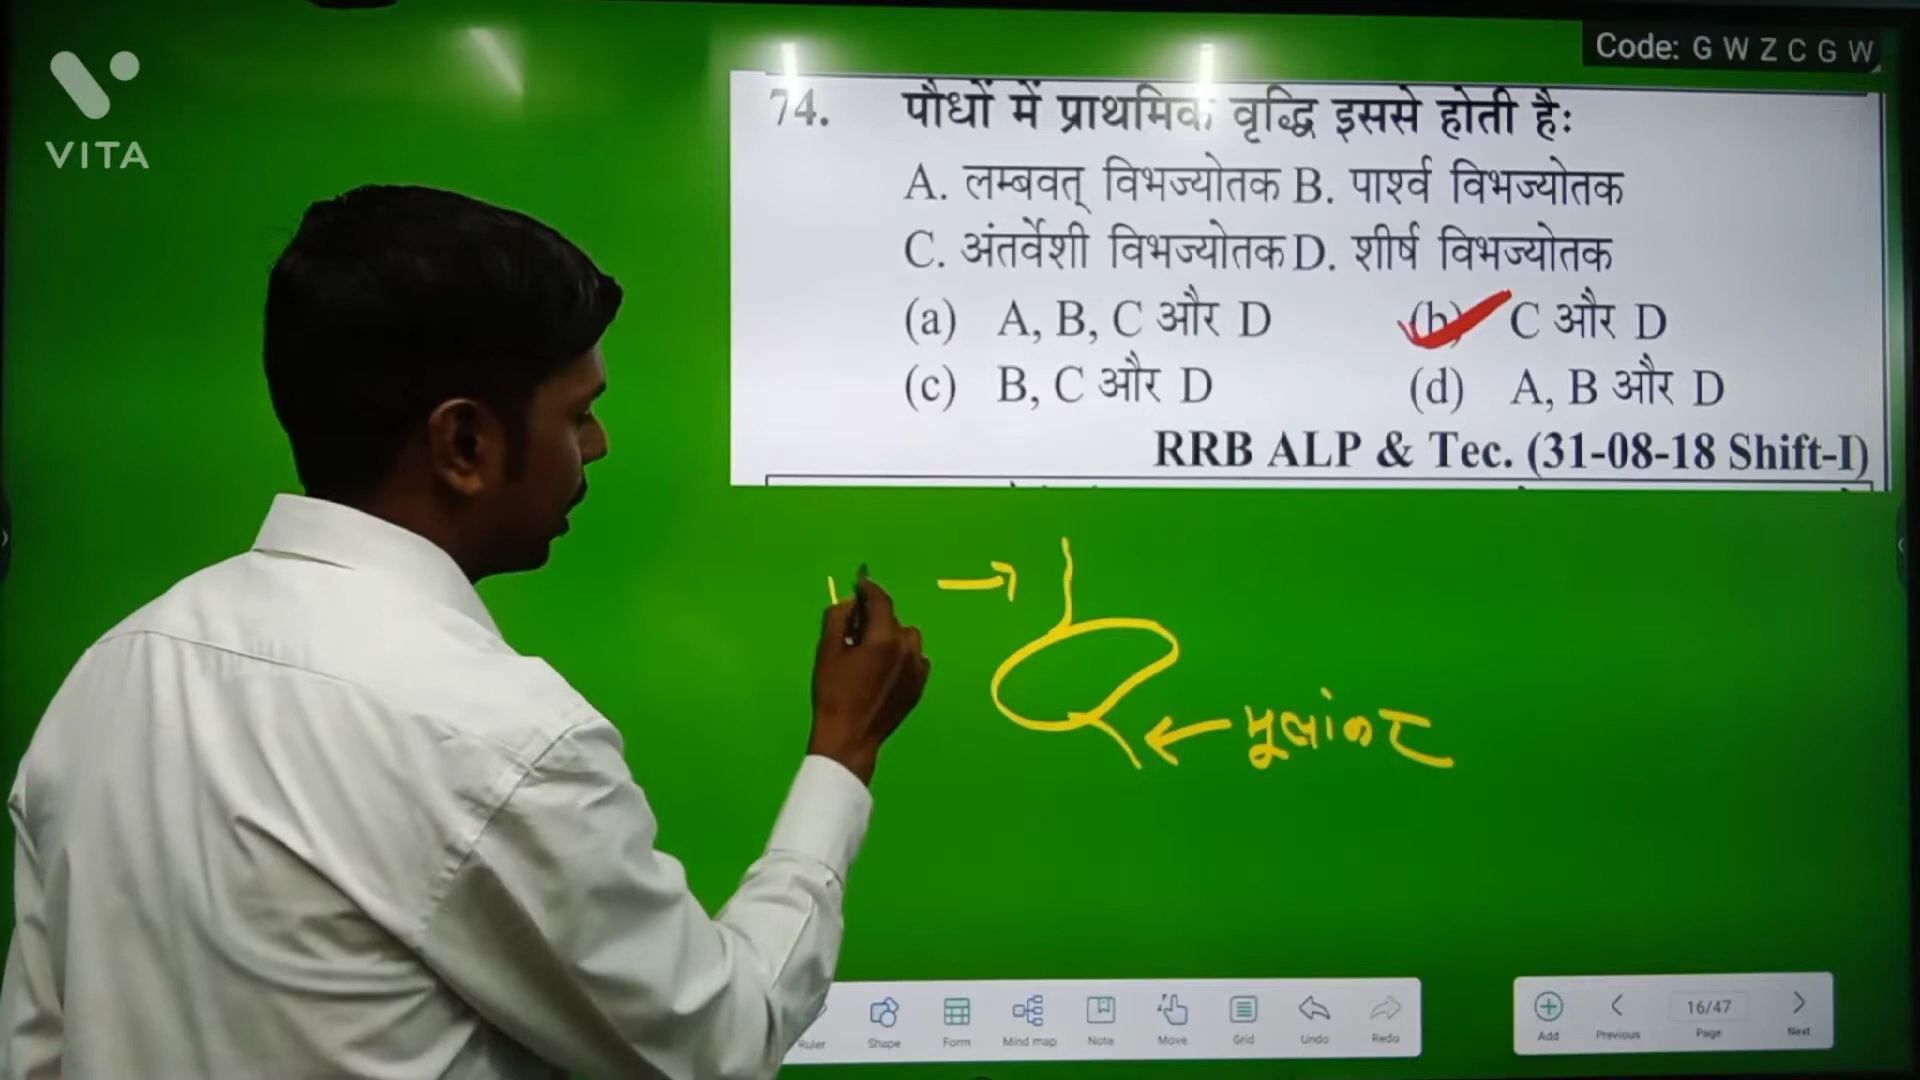 Code: G W Z C G W
VITA
74. पौधों में प्राथमिक वृद्धि इससे होती हैः
A. लम्बवत् विभज्योतक B. पार्श्व विभज्योतक
C. अंतर्वेशी विभज्योतक D. शीर्ष विभज्योतक
(a) A, B, C और D (b) C और D
(c) B, C और D (d) A, B और D
RRB ALP & Tec. (31-08-18 Shift-I)
Ruler Shape Form Mind map Note Move Grid Undo Redo
Add Previous 16/47 Page Next